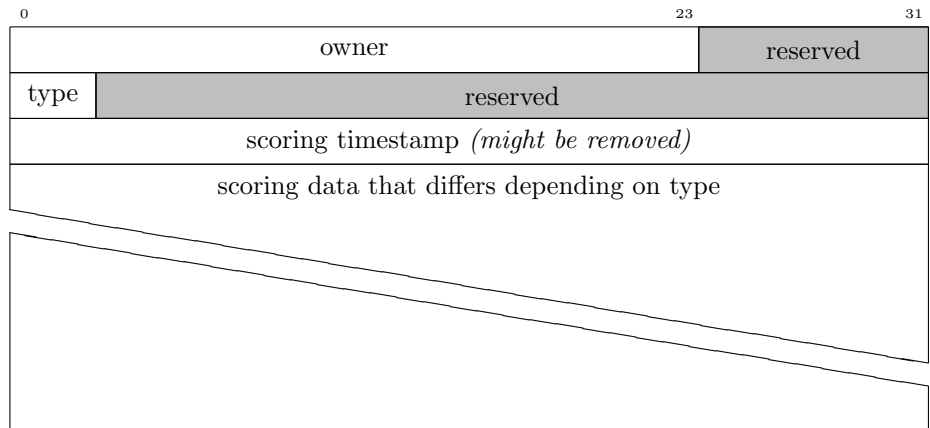 0 23 31
owner reserved
type reserved
scoring timestamp (might be removed)
scoring data that differs depending on type